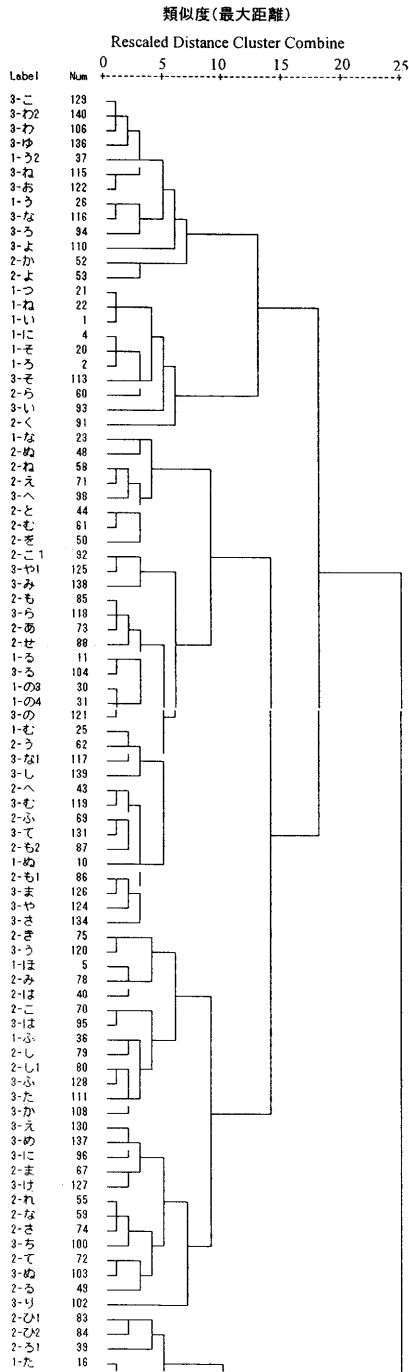 類似度(最大距離)
Rescaled Distance Cluster Combine
0 5 10 15 20 25
Label Num
3-こ 129
3-わ2 140
3-わ 106
3-ゆ 136
1-う2 37
3-ね 115
3-お 122
1-う 26
3-な 116
3-ろ 94
3-よ 110
2-か 52
2-よ 53
1-つ 21
1-ね 22
1-い 1
1-に 4
1-そ 20
1-ろ 2
3-そ 113
2-ら 60
3-い 93
2-く 91
1-な 23
2-ぬ 48
2-ね 58
2-え 71
3-へ 98
2-と 44
2-む 61
2-を 50
2-こ1 92
3-や1 125
3-み 138
2-も 85
3-ら 118
2-あ 73
2-せ 88
1-る 11
3-る 104
1-の3 30
1-の4 31
3-の 121
1-む 25
2-う 62
3-な1 117
3-し 139
2-へ 43
3-む 119
2-ふ 69
3-て 131
2-も2 87
1-ぬ 10
2-も1 86
3-ま 126
3-や 124
3-さ 134
2-き 75
3-う 120
1-ほ 5
2-み 78
2-は 40
2-こ 70
3-は 95
1-ふ 36
2-し 79
2-し1 80
3-ふ 128
3-た 111
3-か 108
3-え 130
3-め 137
3-に 96
2-ま 67
3-け 127
2-れ 55
2-な 59
2-さ 74
3-ち 100
2-て 72
3-ぬ 103
2-る 49
3-り 102
2-ひ1 83
2-ひ2 84
2-ろ1 39
1-た 16